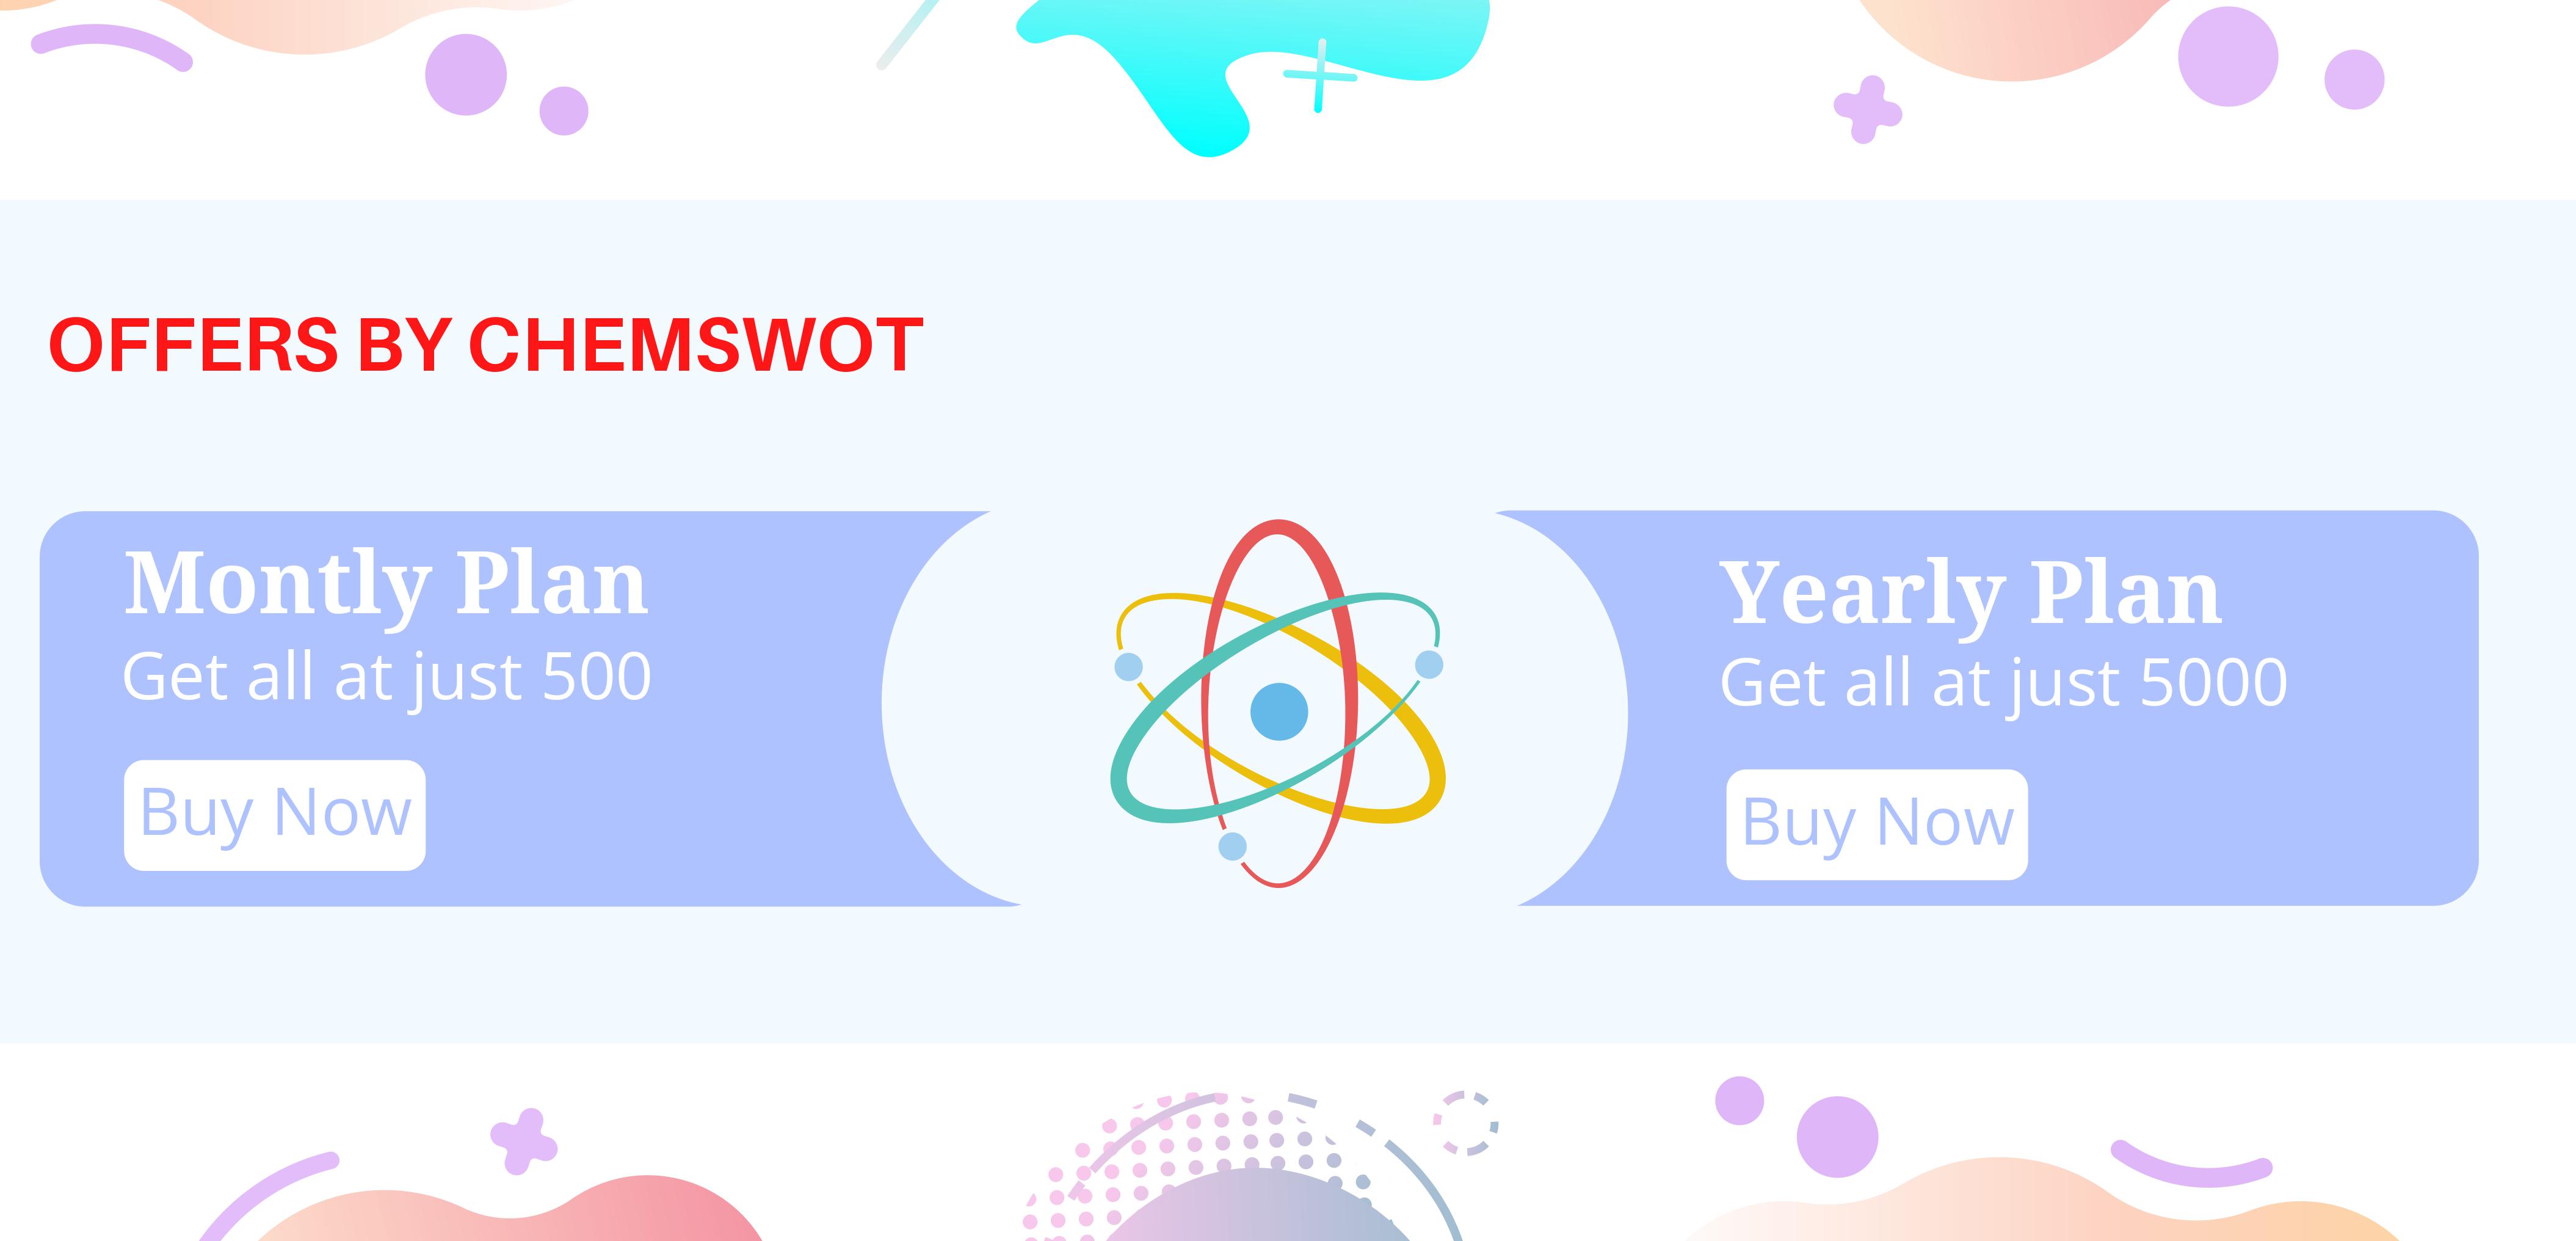 OFFERS BY CHEMSWOT
Montly Plan
Get all at just 500
Buy Now
Yearly Plan
Get all at just 5000
Buy Now